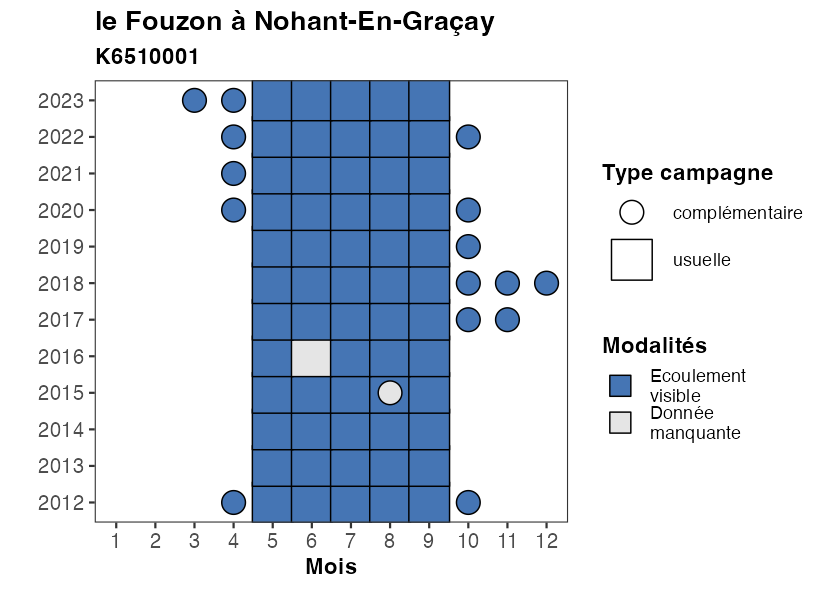 le Fouzon à Nohant-En-Graçay
K6510001
2023
2022
2021
2020
2019
2018
2017
2016
2015
2014
2013
2012
1 2 3 4 5 6 7 8 9 10 11 12
Mois
Type campagne
complémentaire
usuelle
Modalités
Ecoulement
visible
Donnée
manquante